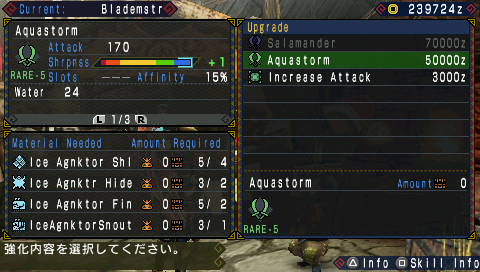 Current: Blademstr
239724z
Aquastorm
Attack 170
Shrpnss +1
Slots --- Affinity 15%
RARE-5
Water 24
L 1/3 R
Upgrade
Salamander 70000z
Aquastorm 50000z
Increase Attack 3000z
Material Needed Amount Required
Ice Agnktor Shl 0 5/ 4
Ice Agnktr Hide 0 3/ 2
Ice Agnktor Fin 0 5/ 2
IceAgnktorSnout 0 3/ 1
Aquastorm Amount 0
RARE-5
強化内容を選択してください。
Info Skill Info